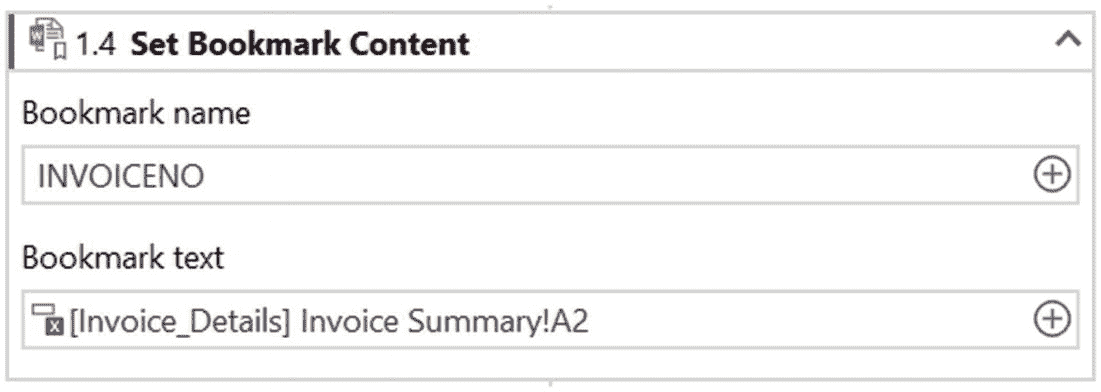 1.4 Set Bookmark Content
Bookmark name
INVOICENO
Bookmark text
[Invoice_Details] Invoice Summary!A2